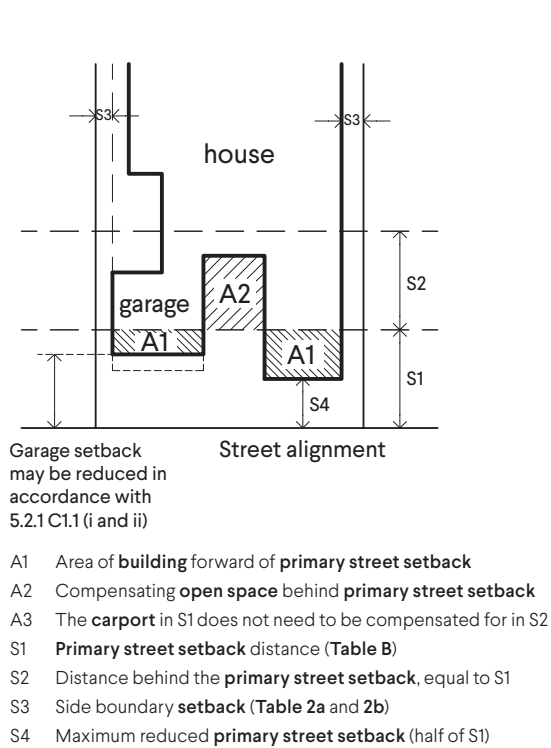 S3
S3
house
S2
A2
garage
A1
A1
S1
S4
Garage setback
may be reduced in
accordance with
5.2.1 C1.1 (i and ii)
Street alignment
A1 Area of building forward of primary street setback
A2 Compensating open space behind primary street setback
A3 The carport in S1 does not need to be compensated for in S2
S1 Primary street setback distance (Table B)
S2 Distance behind the primary street setback, equal to S1
S3 Side boundary setback (Table 2a and 2b)
S4 Maximum reduced primary street setback (half of S1)